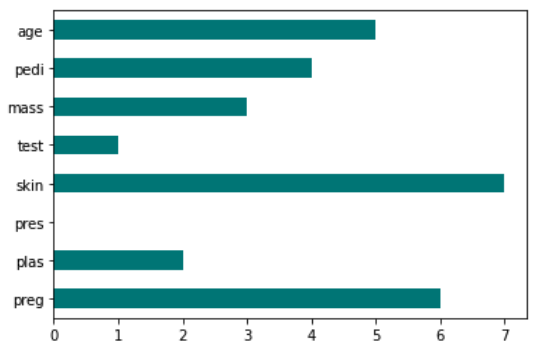 age
pedi
mass
test
skin
pres
plas
preg
0 1 2 3 4 5 6 7